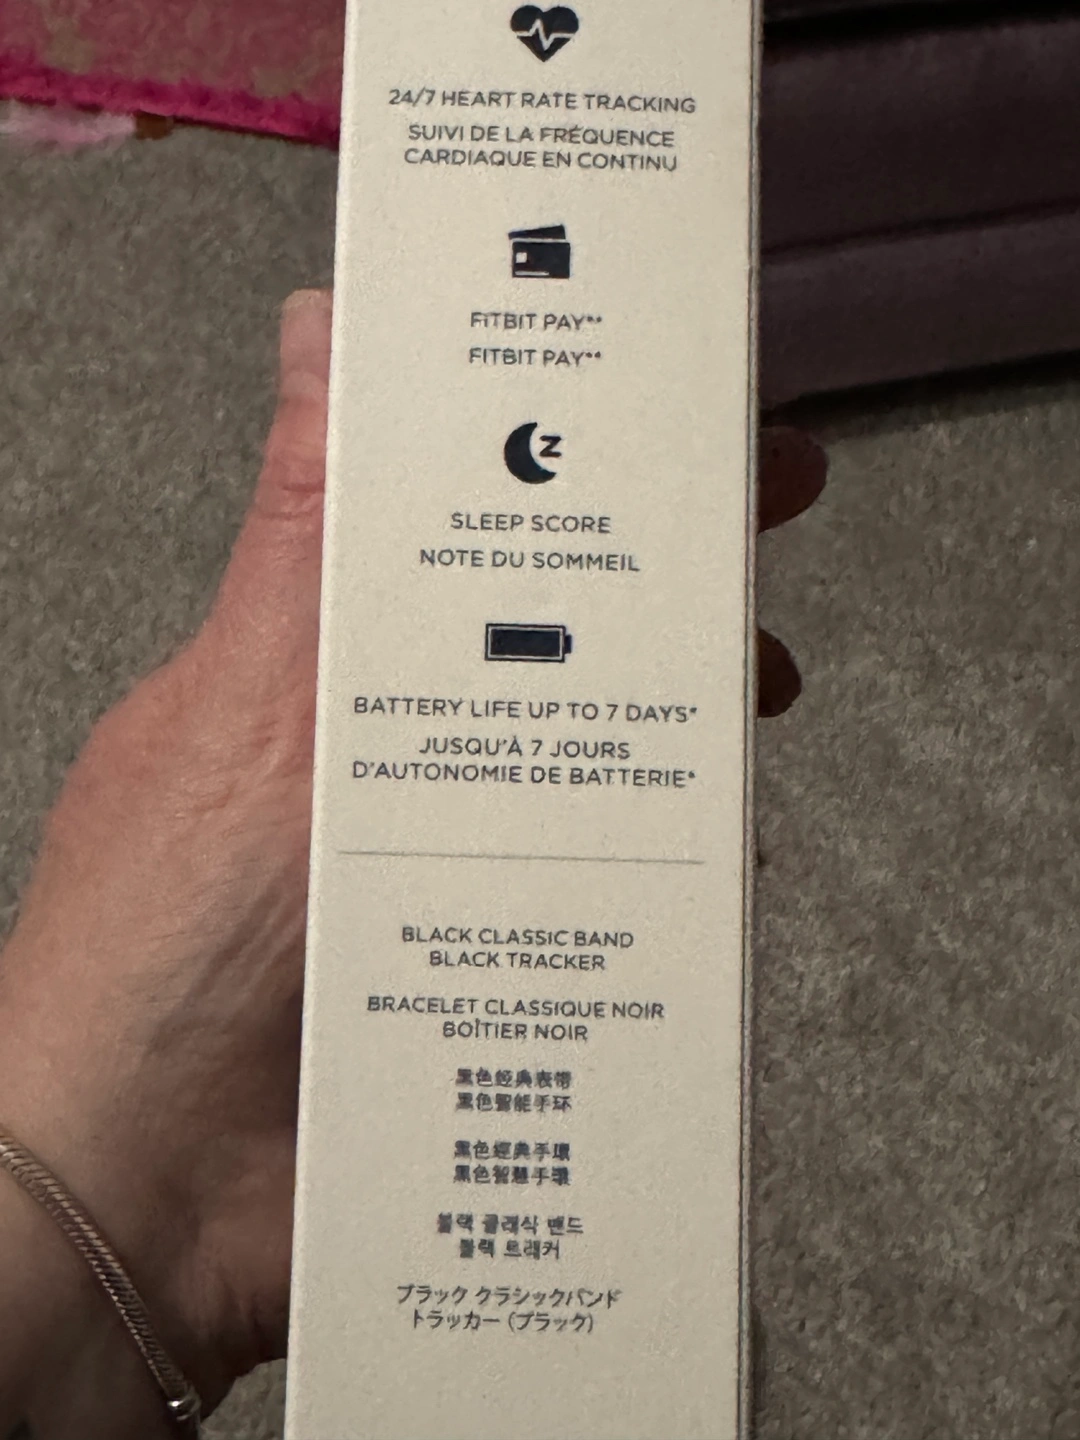 24/7 HEART RATE TRACKING
SUIVI DE LA FRÉQUENCE
CARDIAQUE EN CONTINU
FITBIT PAY**
FITBIT PAY**
Z
SLEEP SCORE
NOTE DU SOMMEIL
BATTERY LIFE UP TO 7 DAYS*
JUSQU'À 7 JOURS
D'AUTONOMIE DE BATTERIE*
BLACK CLASSIC BAND
BLACK TRACKER
BRACELET CLASSIQUE NOIR
BOÎTIER NOIR
黑色经典表带
黑色智能手环
黑色經典手環
黑色智慧手環
블랙 클래식 밴드
블랙 트래커
ブラック クラシックバンド
トラッカー (ブラック)